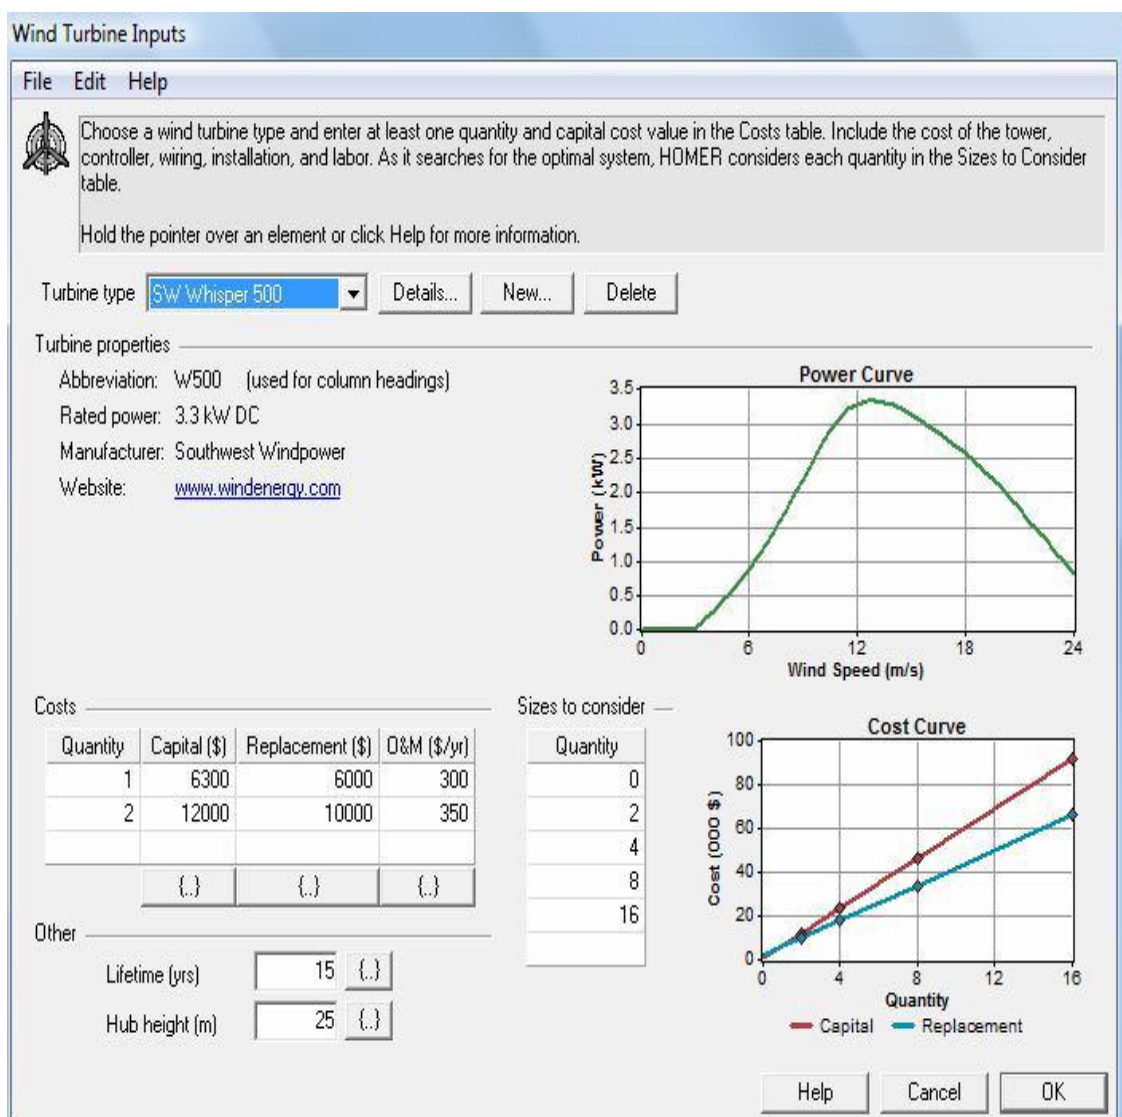 Wind Turbine Inputs
File Edit Help
Choose a wind turbine type and enter at least one quantity and capital cost value in the Costs table. Include the cost of the tower,
controller, wiring, installation, and labor. As it searches for the optimal system, HOMER considers each quantity in the Sizes to Consider
table.
Hold the pointer over an element or click Help for more information.
Turbine type SW Whisper 500 Details... New... Delete
Turbine properties
Abbreviation: W500 (used for column headings)
Rated power: 3.3 kW DC
Manufacturer: Southwest Windpower
Website: www.windenergy.com
Power Curve
3.5
3.0
2.5
2.0
1.5
1.0
0.5
0.0
Power (kW)
0 6 12 18 24
Wind Speed (m/s)
Costs
Quantity Capital ($) Replacement ($) O&M ($/yr)
1 6300 6000 300
2 12000 10000 350
{..} {..} {..}
Sizes to consider
Quantity
0
2
4
8
16
Cost Curve
100
80
60
40
20
0
Cost (000 $)
0 4 8 12 16
Quantity
Capital Replacement
Other
Lifetime (yrs) 15 {..}
Hub height (m) 25 {..}
Help Cancel OK